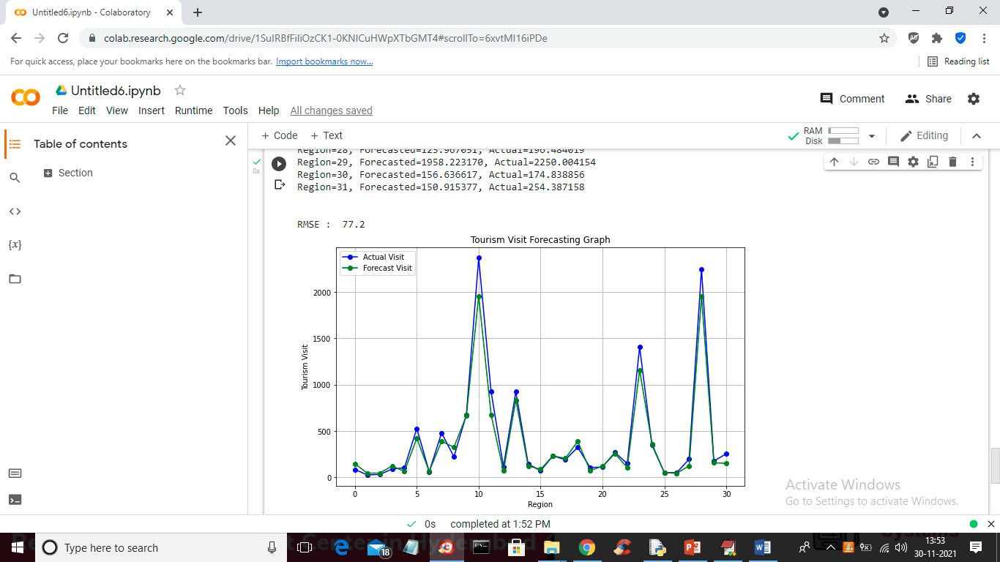 Untitled6.ipynb - Colaboratory
colab.research.google.com/drive/1SulRBfFiliOzCK1-0KNICuHWpXTbGMT4#scrollTo=6xvtMI16iPDe
For quick access, place your bookmarks here on the bookmarks bar. Import bookmarks now...
Reading list
Untitled6.ipynb
File Edit View Insert Runtime Tools Help All changes saved
Comment
Share
Table of contents
+ Code + Text
RAM
Disk
Editing
Section
Region=28, Forecasted=123.907051, Actual=196.484019
0s
Region=29, Forecasted=1958.223170, Actual=2250.004154
Region=30, Forecasted=156.636617, Actual=174.838856
Region=31, Forecasted=150.915377, Actual=254.387158
RMSE : 77.2
Tourism Visit Forecasting Graph
Actual Visit
Forecast Visit
2000
1500
1000
500
0
Tourism Visit
0 5 10 15 20 25 30
Region
Activate Windows
Go to Settings to activate Windows.
0s completed at 1:52 PM
Type here to search
18
13:53
30-11-2021